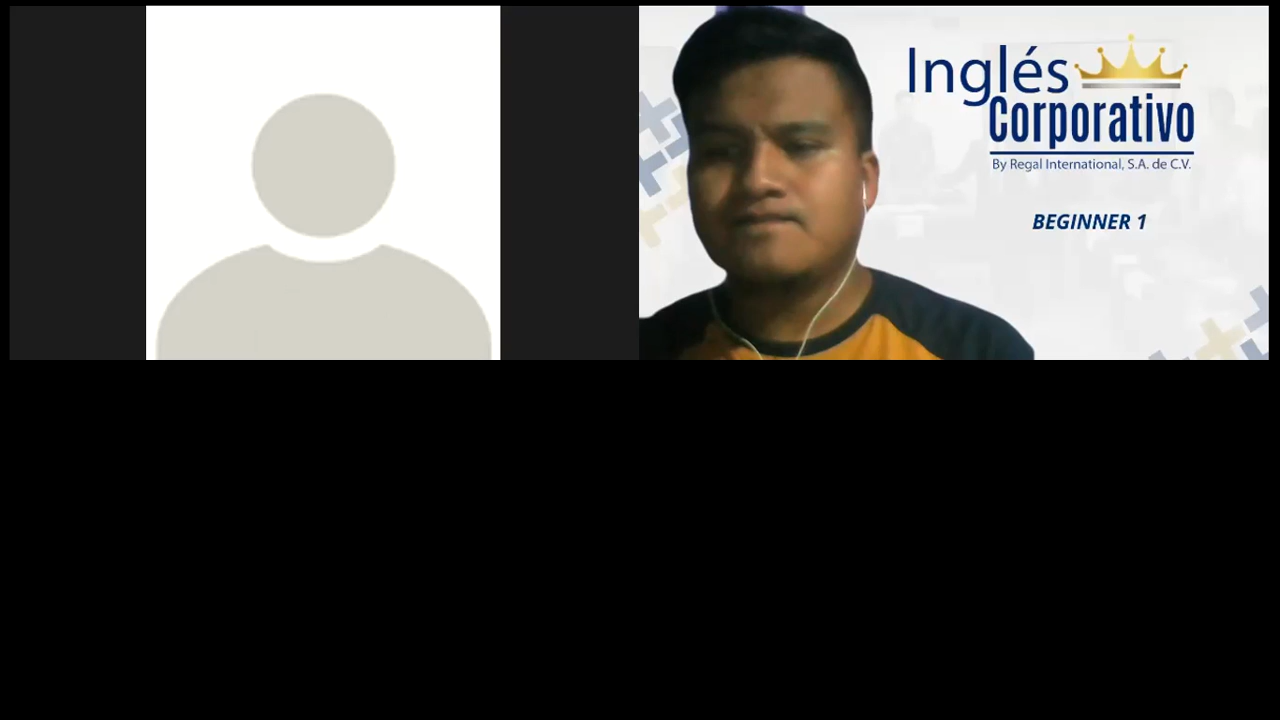 Inglés
Corporativo
By Regal International, S.A. de C.V.
BEGINNER 1